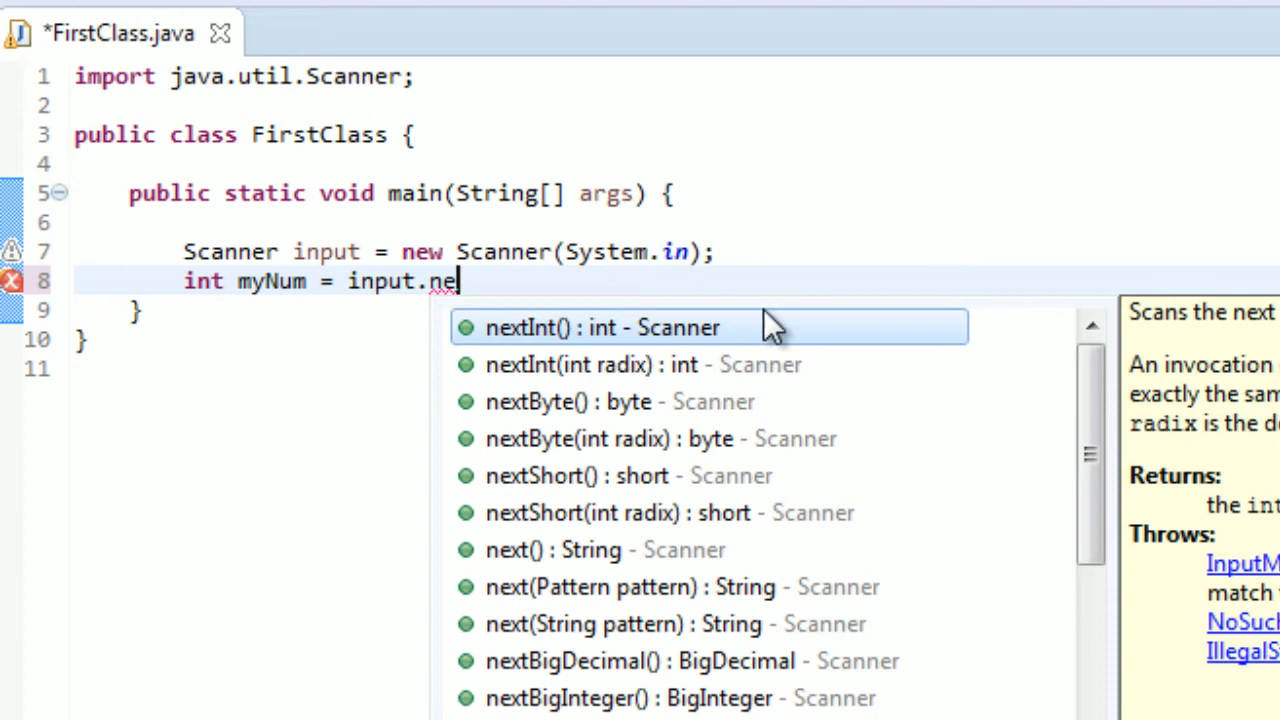 *FirstClass.java
1 import java.util.Scanner;
2
3 public class FirstClass {
4
5 public static void main(String[] args) {
6
7 Scanner input = new Scanner(System.in);
8 int myNum = input.ne
9 }
10 }
11
nextInt() : int - Scanner
nextInt(int radix) : int - Scanner
nextByte() : byte - Scanner
nextByte(int radix) : byte - Scanner
nextShort() : short - Scanner
nextShort(int radix) : short - Scanner
next() : String - Scanner
next(Pattern pattern) : String - Scanner
next(String pattern) : String - Scanner
nextBigDecimal() : BigDecimal - Scanner
nextBigInteger() : BigInteger - Scanner
Scans the next
An invocation
exactly the sam
radix is the de
Returns:
the int
Throws:
InputM
match
NoSuch
IllegalS